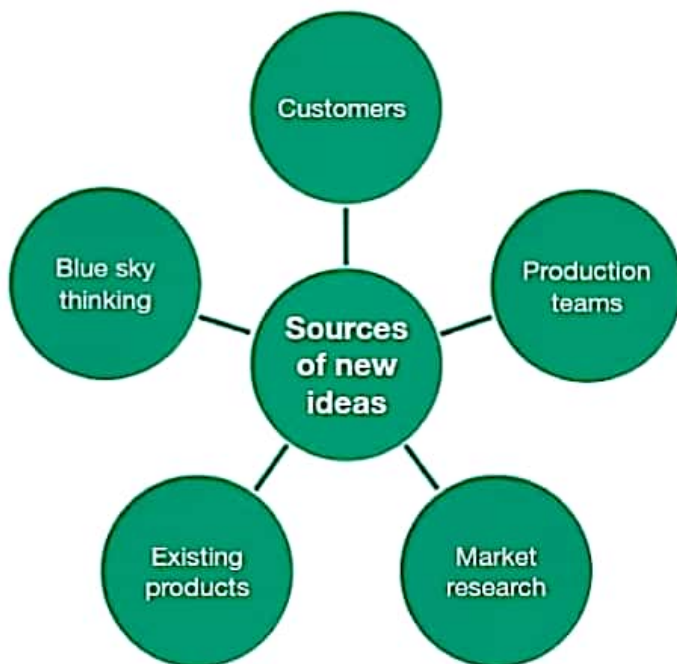 Customers
Blue sky
thinking
Production
teams
Sources
of new
ideas
Existing
products
Market
research